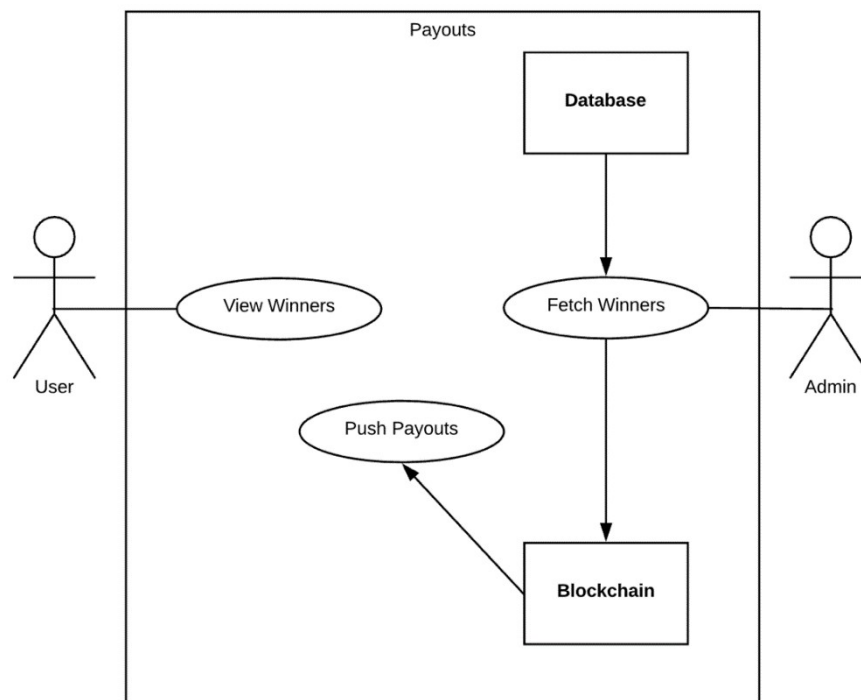 Payouts
Database
View Winners
Fetch Winners
User
Admin
Push Payouts
Blockchain